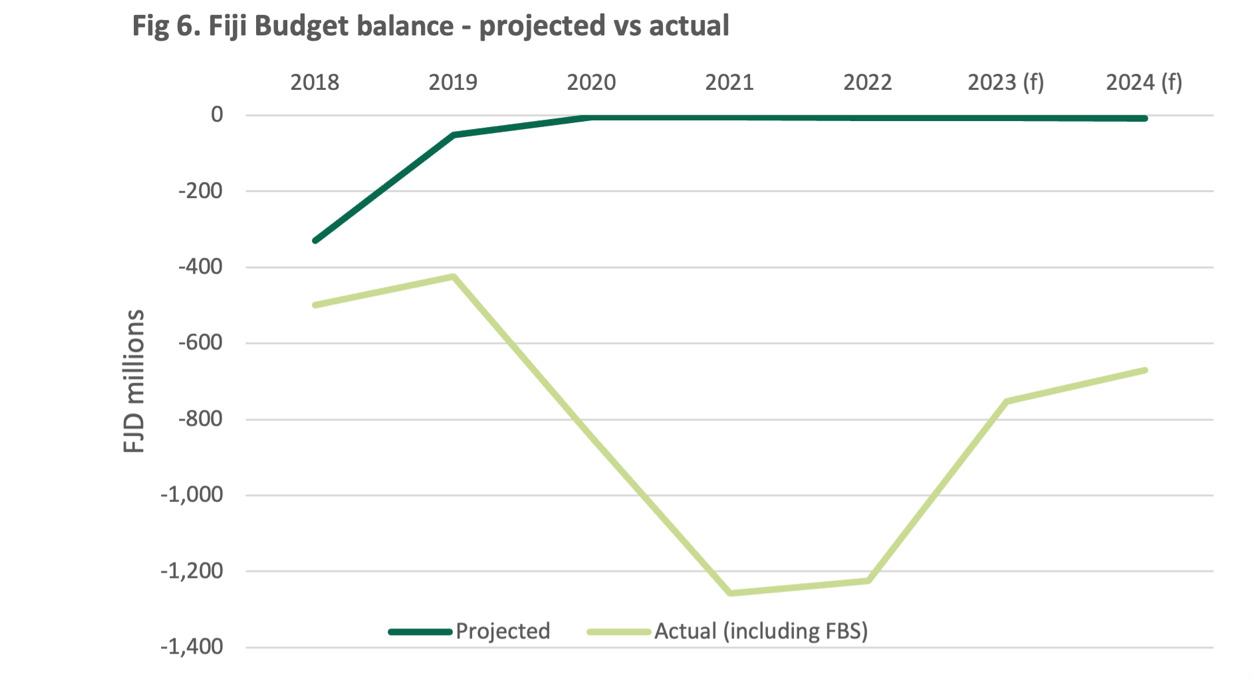 Fig 6. Fiji Budget balance - projected vs actual
2018 2019 2020 2021 2022 2023 (f) 2024 (f)
0
-200
-400
-600
-800
-1,000
-1,200
-1,400
FJD millions
Projected Actual (including FBS)